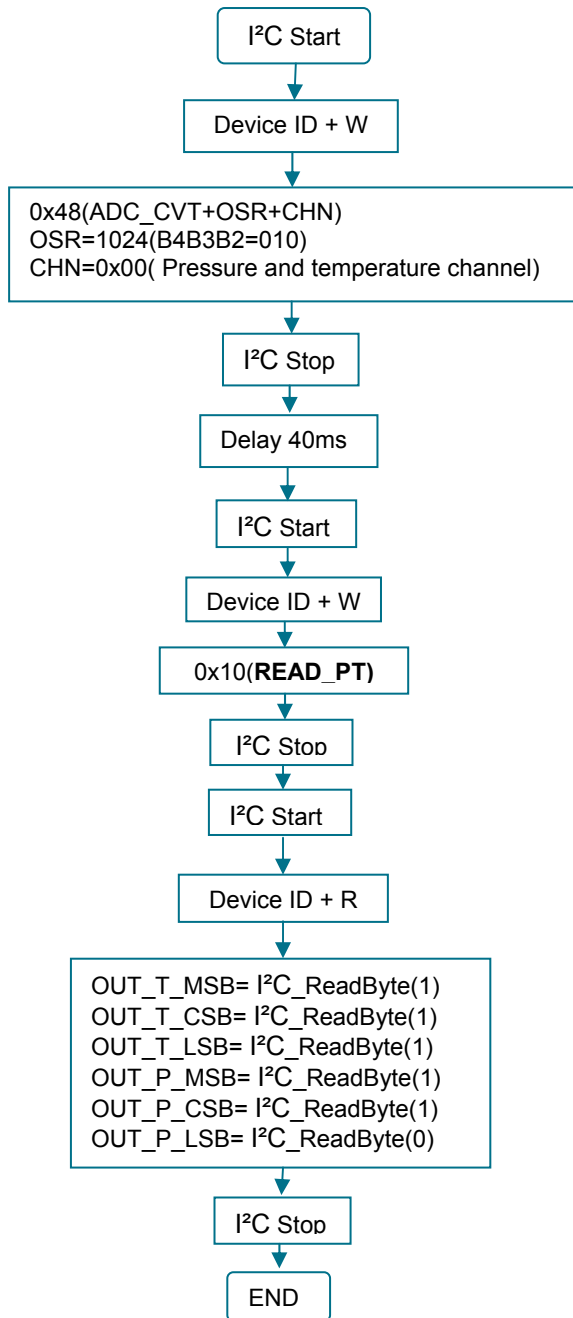 I²C Start
Device ID + W
0x48(ADC_CVT+OSR+CHN)
OSR=1024(B4B3B2=010)
CHN=0x00( Pressure and temperature channel)
I²C Stop
Delay 40ms
I²C Start
Device ID + W
0x10(READ_PT)
I²C Stop
I²C Start
Device ID + R
OUT_T_MSB= I²C_ReadByte(1)
OUT_T_CSB= I²C_ReadByte(1)
OUT_T_LSB= I²C_ReadByte(1)
OUT_P_MSB= I²C_ReadByte(1)
OUT_P_CSB= I²C_ReadByte(1)
OUT_P_LSB= I²C_ReadByte(0)
I²C Stop
END